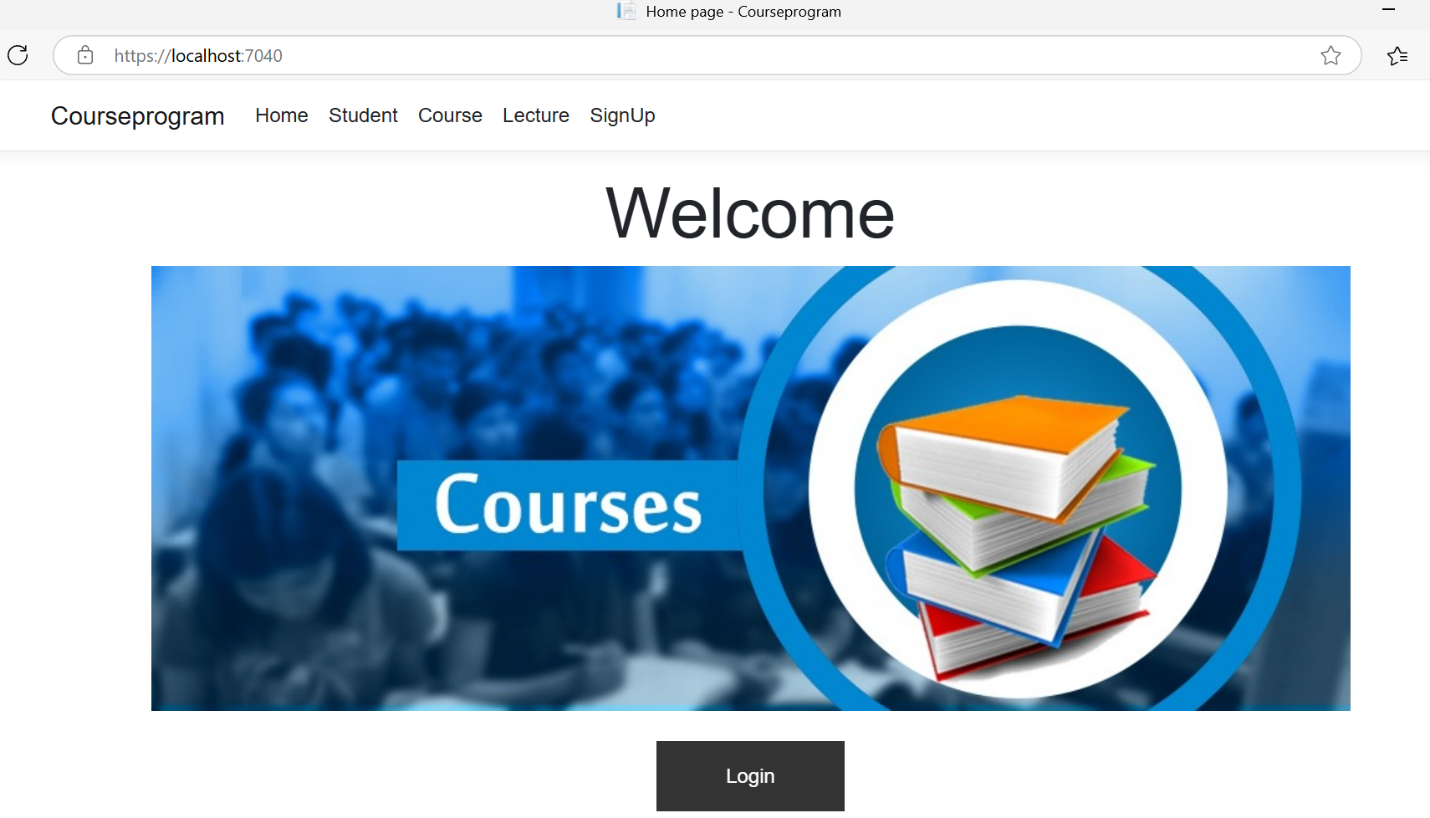 Home page - Courseprogram
https://localhost:7040
Courseprogram Home Student Course Lecture SignUp
Welcome
Courses
Login